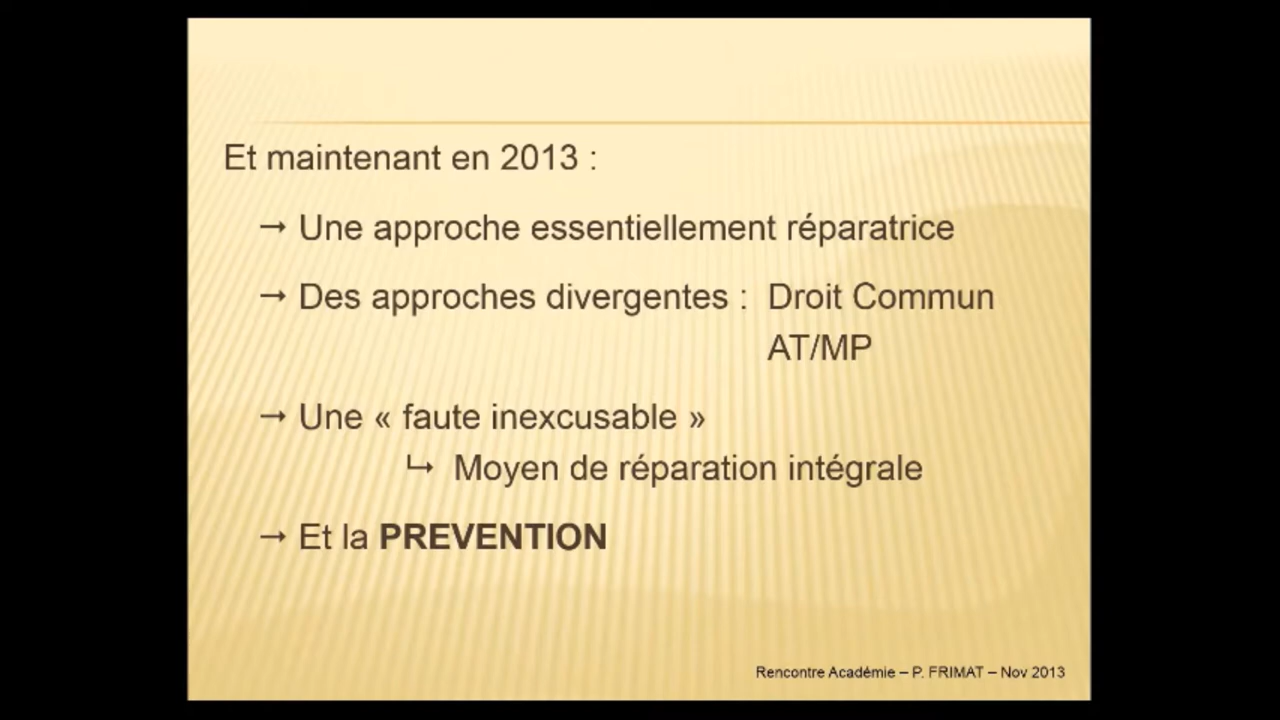 Et maintenant en 2013 :
→ Une approche essentiellement réparatrice
→ Des approches divergentes : Droit Commun
AT/MP
→ Une « faute inexcusable »
↳ Moyen de réparation intégrale
→ Et la PREVENTION
Rencontre Académie – P. FRIMAT – Nov 2013